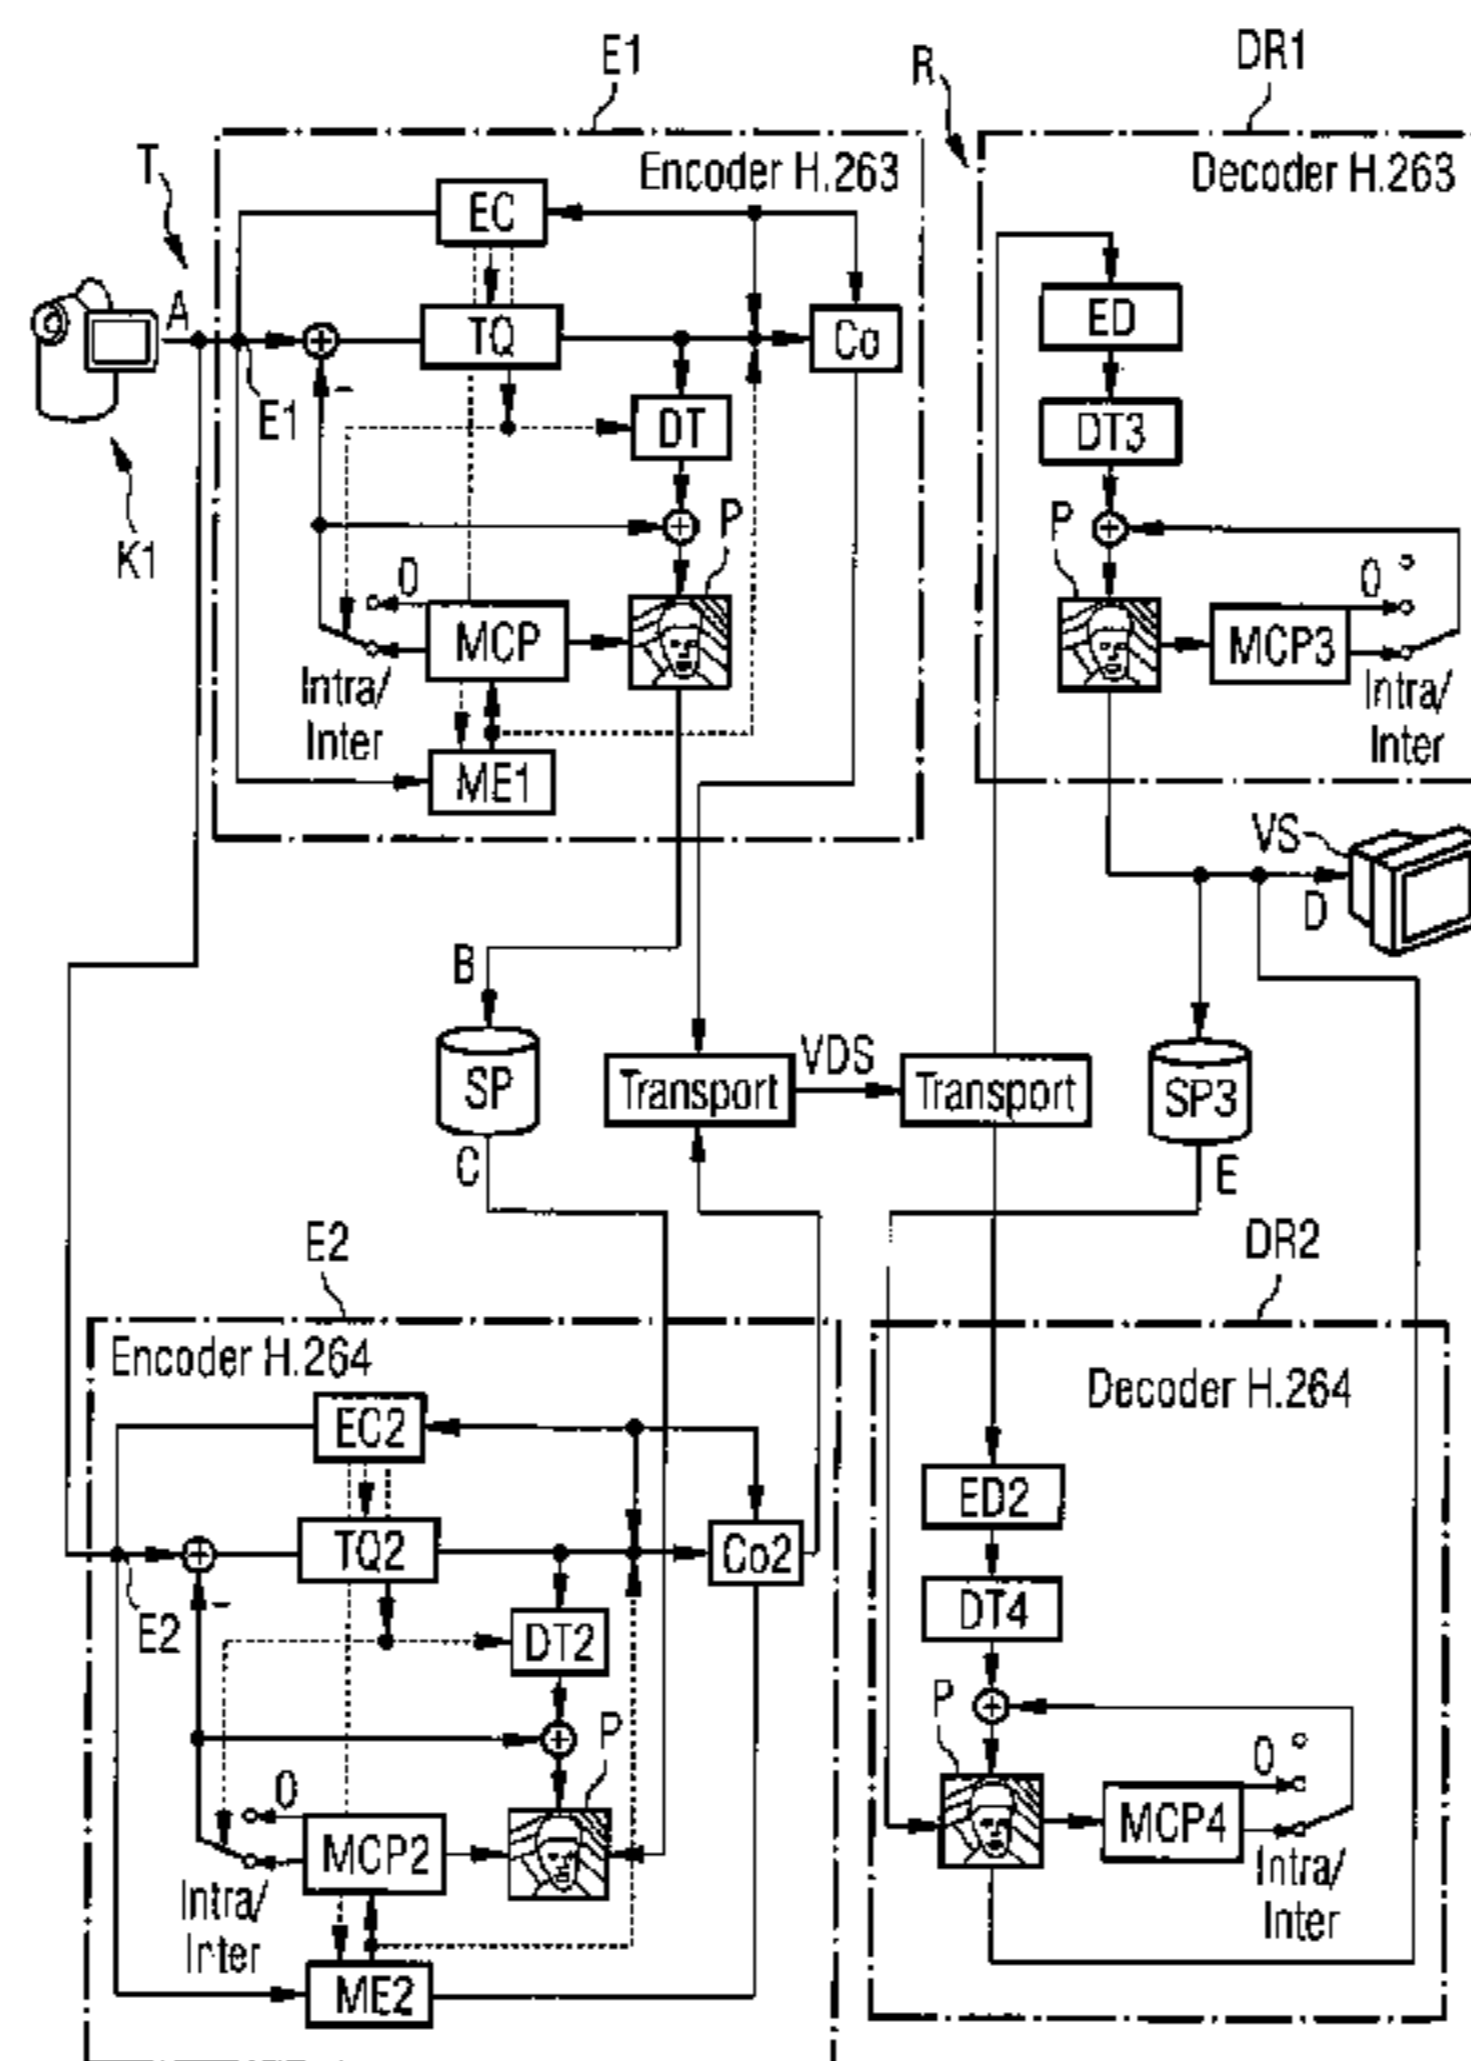 E1
R
DR1
T
Encoder H.263
Decoder H.263
EC
A
TQ
Co
ED
E1
-
DT
DT3
K1
P
P
0
0
MCP
MCP3
Intra/
Inter
Intra/
Inter
ME1
VS
D
B
SP
Transport
VDS
Transport
SP3
C
E
E2
DR2
Encoder H.264
Decoder H.264
EC2
ED2
TQ2
Co2
E2
-
DT2
DT4
P
P
0
0
MCP2
MCP4
Intra/
Inter
Intra/
Inter
ME2